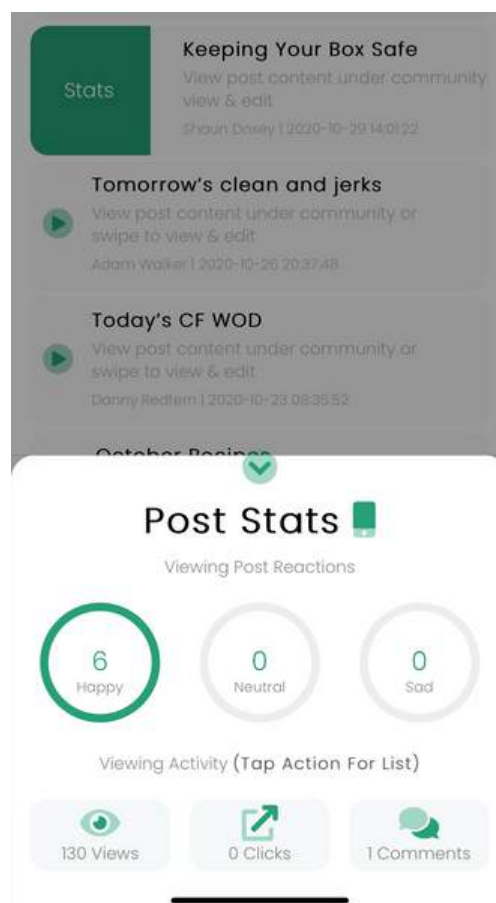 Keeping Your Box Safe
Stats
View post content under community
view & edit
Shaun Doxey | 2020-10-29 14:01:22
Tomorrow's clean and jerks
View post content under community or
swipe to view & edit
Adam Walker | 2020-10-26 20:37:48
Today's CF WOD
View post content under community or
swipe to view & edit
Danny Redfern | 2020-10-23 08:35:52
October Recipes
Post Stats
Viewing Post Reactions
6
Happy
0
Neutral
0
Sad
Viewing Activity (Tap Action For List)
130 Views
0 Clicks
1 Comments